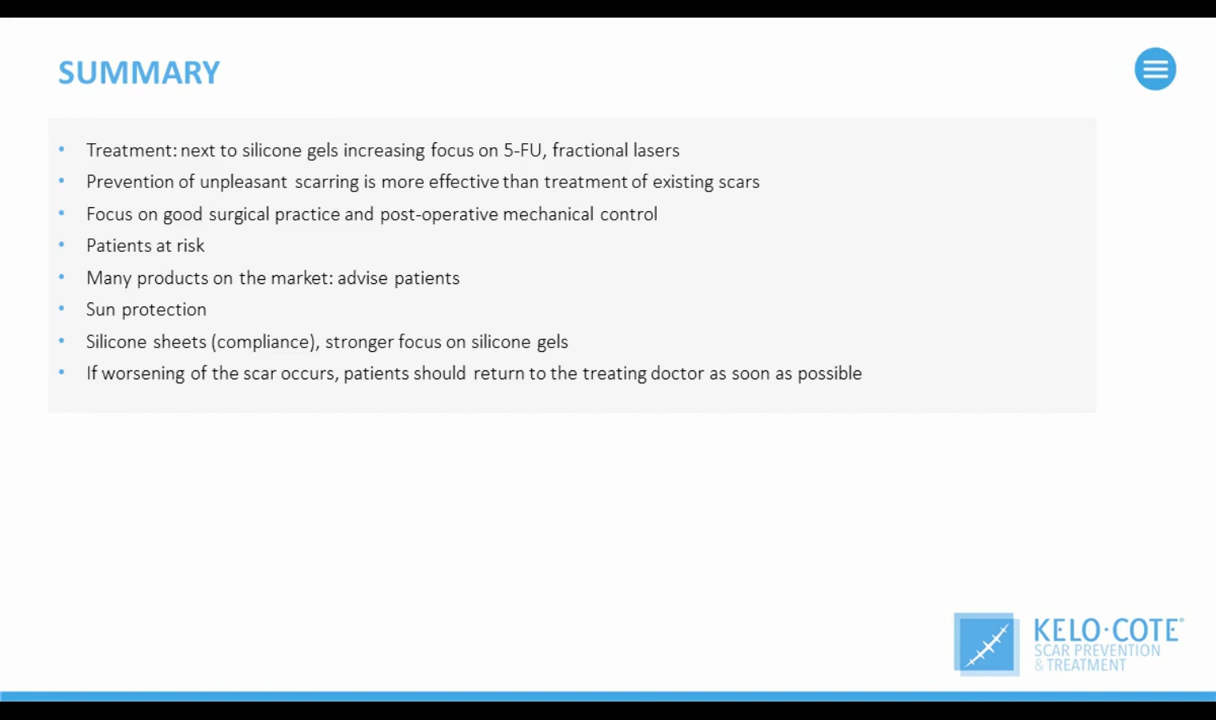 SUMMARY
• Treatment: next to silicone gels increasing focus on 5-FU, fractional lasers
• Prevention of unpleasant scarring is more effective than treatment of existing scars
• Focus on good surgical practice and post-operative mechanical control
• Patients at risk
• Many products on the market: advise patients
• Sun protection
• Silicone sheets (compliance), stronger focus on silicone gels
• If worsening of the scar occurs, patients should return to the treating doctor as soon as possible
KELO·COTE®
SCAR PREVENTION
& TREATMENT